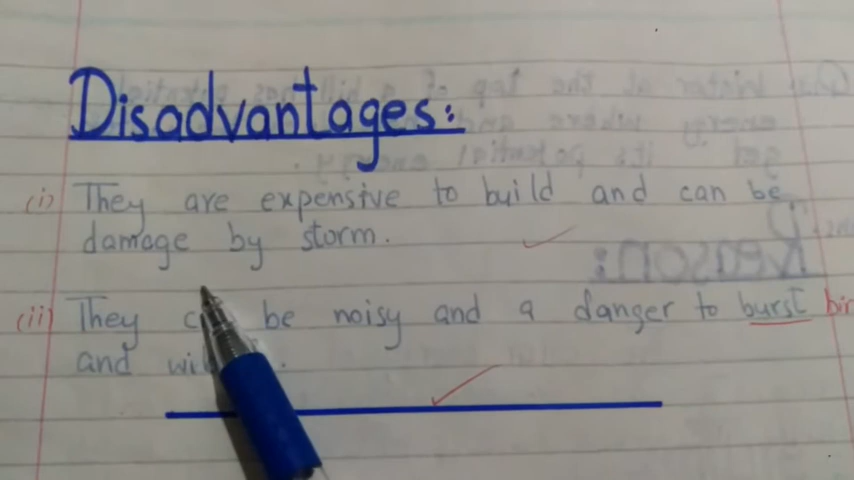 Disadvantages:
(i) They are expensive to build and can be
damage by storm.
(ii) They be noisy and a danger to burst
and